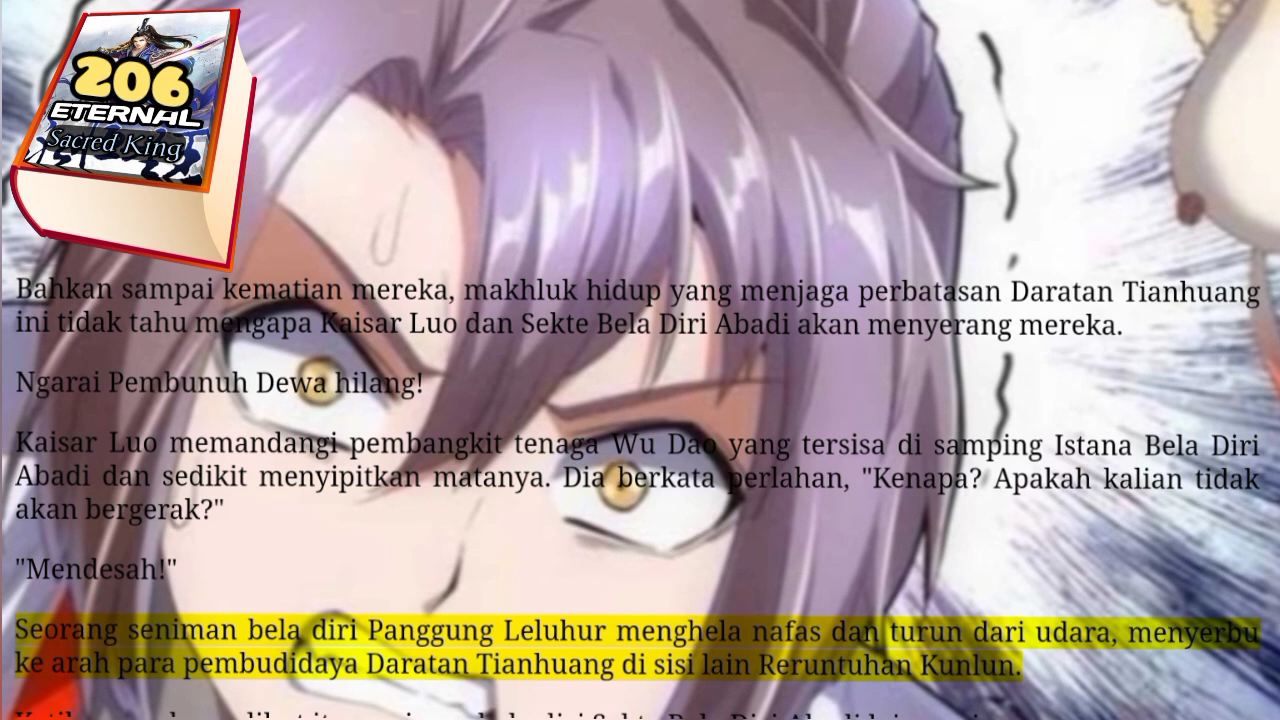 206
ETERNAL
Sacred King
Bahkan sampai kematian mereka, makhluk hidup yang menjaga perbatasan Daratan Tianhuang
ini tidak tahu mengapa Kaisar Luo dan Sekte Bela Diri Abadi akan menyerang mereka.
Ngarai Pembunuh Dewa hilang!
Kaisar Luo memandangi pembangkit tenaga Wu Dao yang tersisa di samping Istana Bela Diri
Abadi dan sedikit menyipitkan matanya. Dia berkata perlahan, "Kenapa? Apakah kalian tidak
akan bergerak?"
"Mendesah!"
Seorang seniman bela diri Panggung Leluhur menghela nafas dan turun dari udara, menyerbu
ke arah para pembudidaya Daratan Tianhuang di sisi lain Reruntuhan Kunlun.